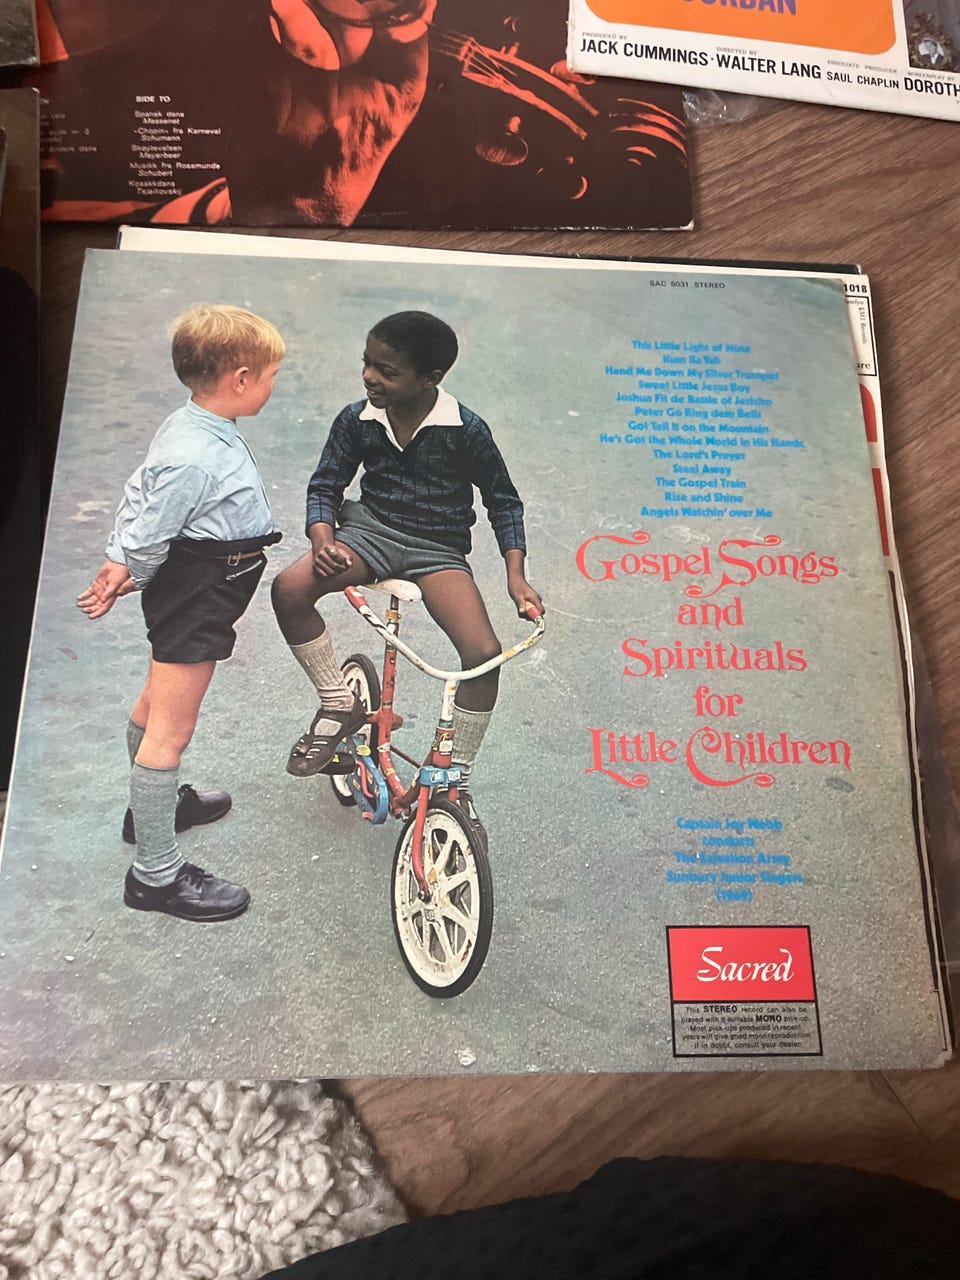 JACK CUMMINGS · WALTER LANG SAUL CHAPLIN DOROTH
PRODUCED BY
DIRECTED BY
ASSOCIATE PRODUCER
SCREENPLAY BY
SIDE TO
Spansk dans
Massenet
«Chopin» fra Karneval
Schumann
Skøytevalsen
Meyerbeer
Musikk fra Rosamunde
Schubert
Kosakkdans
Tsjaikovskij
SAC 5031 STEREO
1018
EMI Records
This Little Light of Mine
Kum Ba Yah
Hand Me Down My Silver Trumpet
Sweet Little Jesus Boy
Joshua Fit de Battle of Jericho
Peter Go Ring dem Bells
Go! Tell It on the Mountain
He's Got the Whole World in His Hands
The Lord's Prayer
Steal Away
The Gospel Train
Rise and Shine
Angels Watchin' over Me
Gospel Songs
and
Spirituals
for
Little Children
Captain Joy Webb
conducts
The Salvation Army
Sunbury Junior Singers
(1969)
Sacred
This STEREO record can also be
played with a suitable MONO pick-up.
Most pick-ups produced in recent
years will give good mono reproduction
If in doubt, consult your dealer.